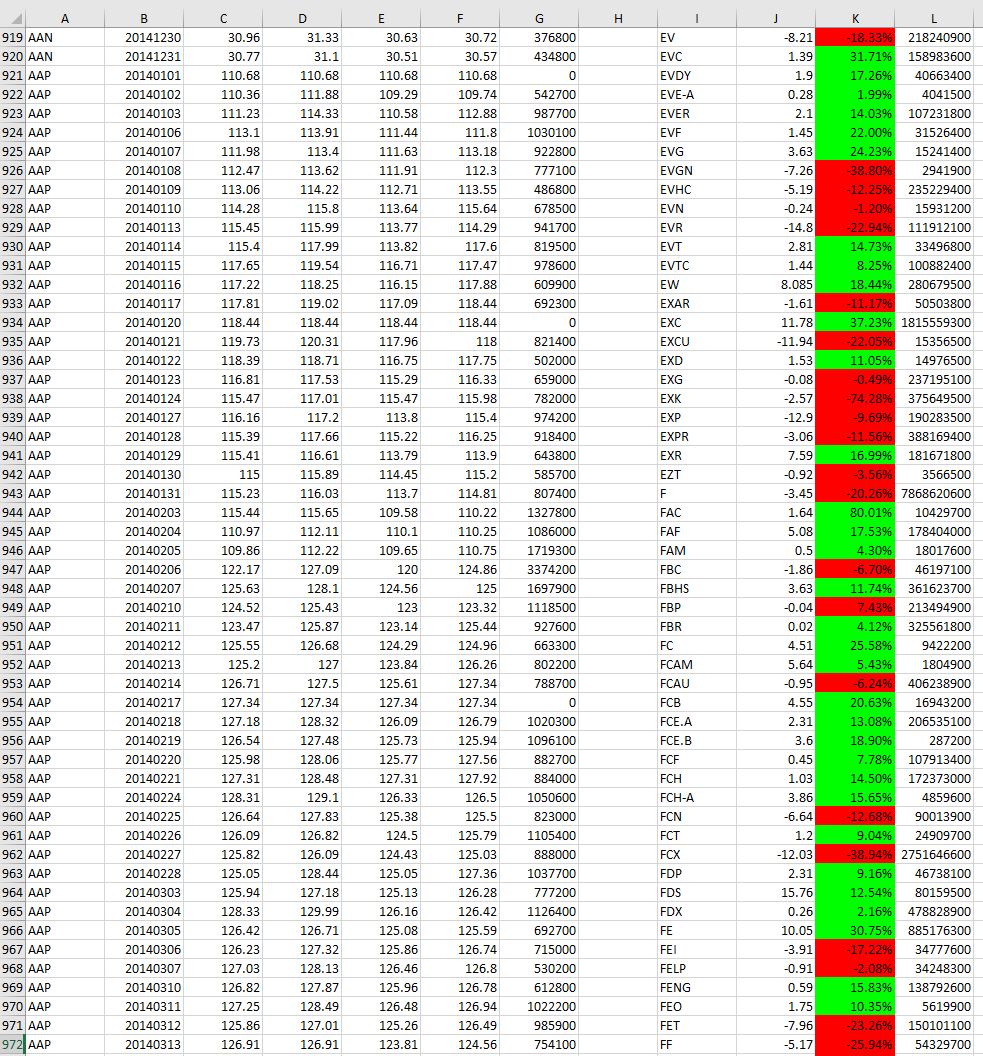 A B C D E F G H I J K L
919 AAN 20141230 30.96 31.33 30.63 30.72 376800 EV -8.21 -18.33% 218240900
920 AAN 20141231 30.77 31.1 30.51 30.57 434800 EVC 1.39 31.71% 158983600
921 AAP 20140101 110.68 110.68 110.68 110.68 0 EVDY 1.9 17.26% 40663400
922 AAP 20140102 110.36 111.88 109.29 109.74 542700 EVE-A 0.28 1.99% 4041500
923 AAP 20140103 111.23 114.33 110.58 112.88 987700 EVER 2.1 14.03% 107231800
924 AAP 20140106 113.1 113.91 111.44 111.8 1030100 EVF 1.45 22.00% 31526400
925 AAP 20140107 111.98 113.4 111.63 113.18 922800 EVG 3.63 24.23% 15241400
926 AAP 20140108 112.47 113.62 111.91 112.3 777100 EVGN -7.26 -38.80% 2941900
927 AAP 20140109 113.06 114.22 112.71 113.55 486800 EVHC -5.19 -12.25% 235229400
928 AAP 20140110 114.28 115.8 113.64 115.64 678500 EVN -0.24 -1.20% 15931200
929 AAP 20140113 115.45 115.99 113.77 114.29 941700 EVR -14.8 -22.94% 111912100
930 AAP 20140114 115.4 117.99 113.82 117.6 819500 EVT 2.81 14.73% 33496800
931 AAP 20140115 117.65 119.54 116.71 117.47 978600 EVTC 1.44 8.25% 100882400
932 AAP 20140116 117.22 118.25 116.15 117.88 609900 EW 8.085 18.44% 280679500
933 AAP 20140117 117.81 119.02 117.09 118.44 692300 EXAR -1.61 -11.17% 50503800
934 AAP 20140120 118.44 118.44 118.44 118.44 0 EXC 11.78 37.23% 1815559300
935 AAP 20140121 119.73 120.31 117.96 118 821400 EXCU -11.94 -22.05% 15356500
936 AAP 20140122 118.39 118.71 116.75 117.75 502000 EXD 1.53 11.05% 14976500
937 AAP 20140123 116.81 117.53 115.29 116.33 659000 EXG -0.08 -0.49% 237195100
938 AAP 20140124 115.47 117.01 115.47 115.98 782000 EXK -2.57 -74.28% 375649500
939 AAP 20140127 116.16 117.2 113.8 115.4 974200 EXP -12.9 -9.69% 190283500
940 AAP 20140128 115.39 117.66 115.22 116.25 918400 EXPR -3.06 -11.56% 388169400
941 AAP 20140129 115.41 116.61 113.79 113.9 643800 EXR 7.59 16.99% 181671800
942 AAP 20140130 115 115.89 114.45 115.2 585700 EZT -0.92 -3.56% 3566500
943 AAP 20140131 115.23 116.03 113.7 114.81 807400 F -3.45 -20.26% 7868620600
944 AAP 20140203 115.44 115.65 109.58 110.22 1327800 FAC 1.64 80.01% 10429700
945 AAP 20140204 110.97 112.11 110.1 110.25 1086000 FAF 5.08 17.53% 178404000
946 AAP 20140205 109.86 112.22 109.65 110.75 1719300 FAM 0.5 4.30% 18017600
947 AAP 20140206 122.17 127.09 120 124.86 3374200 FBC -1.86 -6.70% 46197100
948 AAP 20140207 125.63 128.1 124.56 125 1697900 FBHS 3.63 11.74% 361623700
949 AAP 20140210 124.52 125.43 123 123.32 1118500 FBP -0.04 7.43% 213494900
950 AAP 20140211 123.47 125.87 123.14 125.44 927600 FBR 0.02 4.12% 325561800
951 AAP 20140212 125.55 126.68 124.29 124.96 663300 FC 4.51 25.58% 9422200
952 AAP 20140213 125.2 127 123.84 126.26 802200 FCAM 5.64 5.43% 1804900
953 AAP 20140214 126.71 127.5 125.61 127.34 788700 FCAU -0.95 -6.24% 406238900
954 AAP 20140217 127.34 127.34 127.34 127.34 0 FCB 4.55 20.63% 16943200
955 AAP 20140218 127.18 128.32 126.09 126.79 1020300 FCE.A 2.31 13.08% 206535100
956 AAP 20140219 126.54 127.48 125.73 125.94 1096100 FCE.B 3.6 18.90% 287200
957 AAP 20140220 125.98 128.06 125.77 127.56 882700 FCF 0.45 7.78% 107913400
958 AAP 20140221 127.31 128.48 127.31 127.92 884000 FCH 1.03 14.50% 172373000
959 AAP 20140224 128.31 129.1 126.33 126.5 1050600 FCH-A 3.86 15.65% 4859600
960 AAP 20140225 126.64 127.83 125.38 125.5 823000 FCN -6.64 -12.68% 90013900
961 AAP 20140226 126.09 126.82 124.5 125.79 1105400 FCT 1.2 9.04% 24909700
962 AAP 20140227 125.82 126.09 124.43 125.03 888000 FCX -12.03 -38.94% 2751646600
963 AAP 20140228 125.05 128.44 125.05 127.36 1037700 FDP 2.31 9.16% 46738100
964 AAP 20140303 125.94 127.18 125.13 126.28 777200 FDS 15.76 12.54% 80159500
965 AAP 20140304 128.33 129.99 126.16 126.42 1126400 FDX 0.26 2.16% 478828900
966 AAP 20140305 126.42 126.71 125.08 125.59 692700 FE 10.05 30.75% 885176300
967 AAP 20140306 126.23 127.32 125.86 126.74 715000 FEI -3.91 -17.22% 34777600
968 AAP 20140307 127.03 128.13 126.46 126.8 530200 FELP -0.91 -2.08% 34248300
969 AAP 20140310 126.82 127.87 125.96 126.78 612800 FENG 0.59 15.83% 138792600
970 AAP 20140311 127.25 128.49 126.48 126.94 1022200 FEO 1.75 10.35% 5619900
971 AAP 20140312 125.86 127.01 125.26 126.49 985900 FET -7.96 -23.26% 150101100
972 AAP 20140313 126.91 126.91 123.81 124.56 754100 FF -5.17 -25.94% 54329700